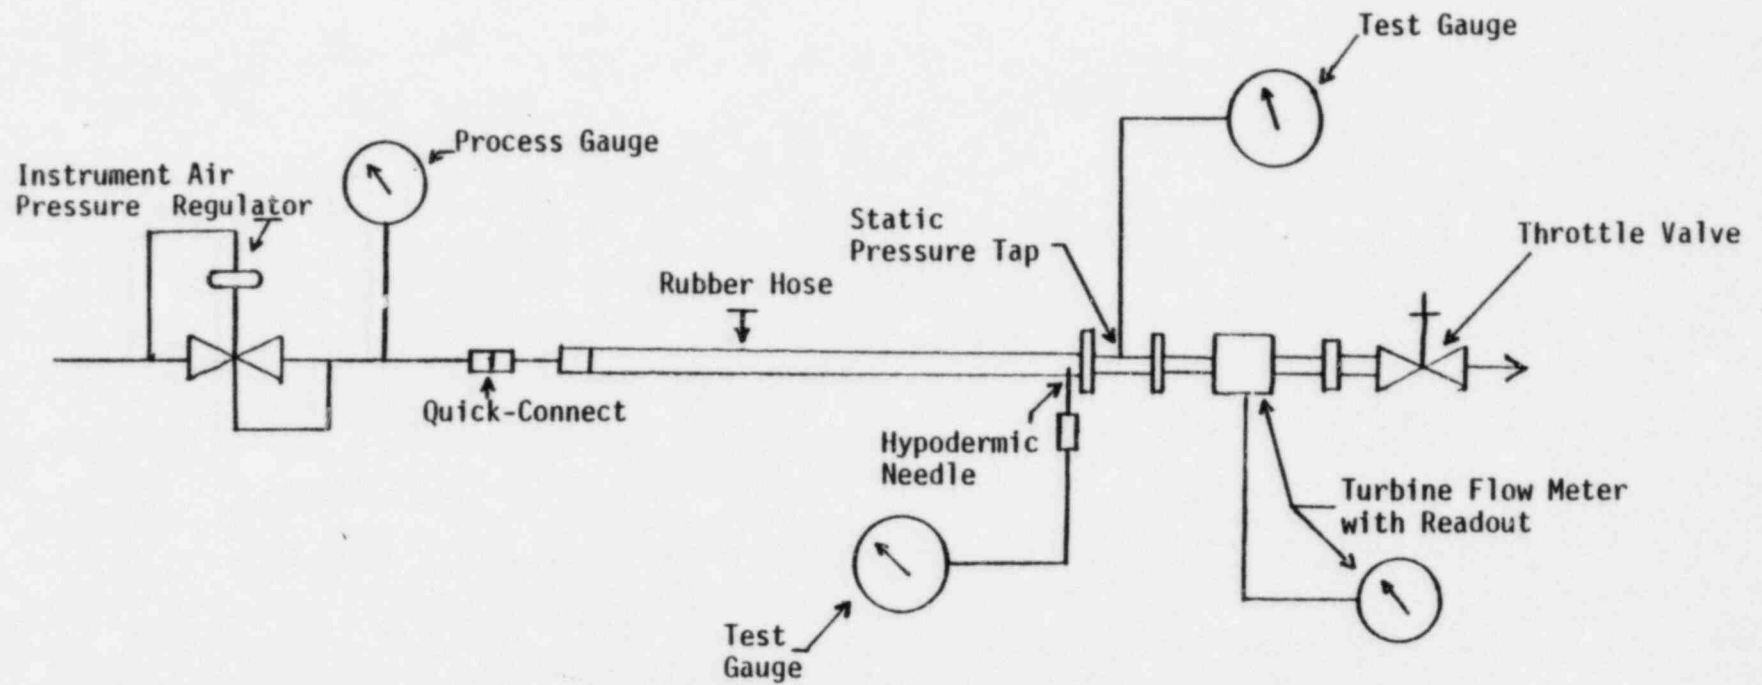 Test Gauge
Process Gauge
Instrument Air
Pressure Regulator
Static
Pressure Tap
Throttle Valve
Rubber Hose
Quick-Connect
Hypodermic
Needle
Turbine Flow Meter
with Readout
Test
Gauge